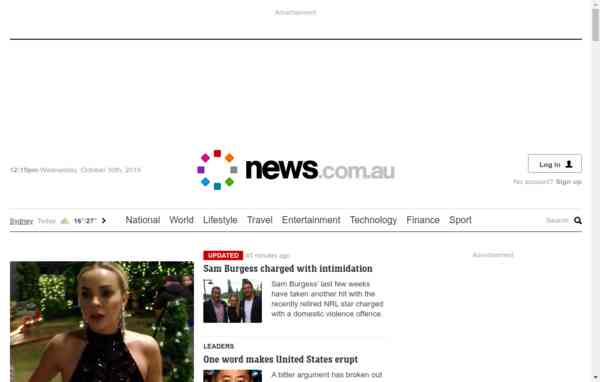 Advertisement
12:15pm Wednesday, October 30th, 2019
news.com.au
Log in
No account? Sign up
Sydney Today 16°/27°
National World Lifestyle Travel Entertainment Technology Finance Sport
Search
UPDATED 43 minutes ago
Advertisement
Sam Burgess charged with intimidation
Sam Burgess' last few weeks
have taken another hit with the
recently retired NRL star charged
with a domestic violence offence.
LEADERS
One word makes United States erupt
A bitter argument has broken out